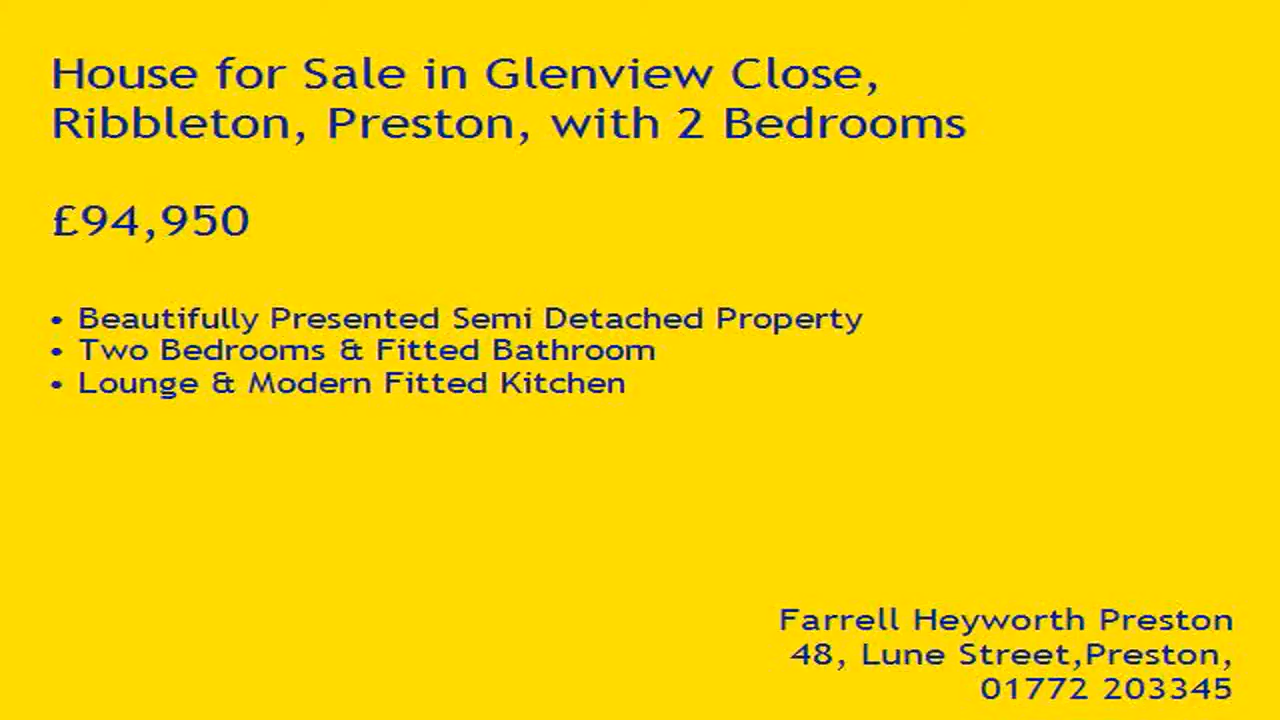 House for Sale in Glenview Close,
Ribbleton, Preston, with 2 Bedrooms
£94,950
• Beautifully Presented Semi Detached Property
• Two Bedrooms & Fitted Bathroom
• Lounge & Modern Fitted Kitchen
Farrell Heyworth Preston
48, Lune Street,Preston,
01772 203345